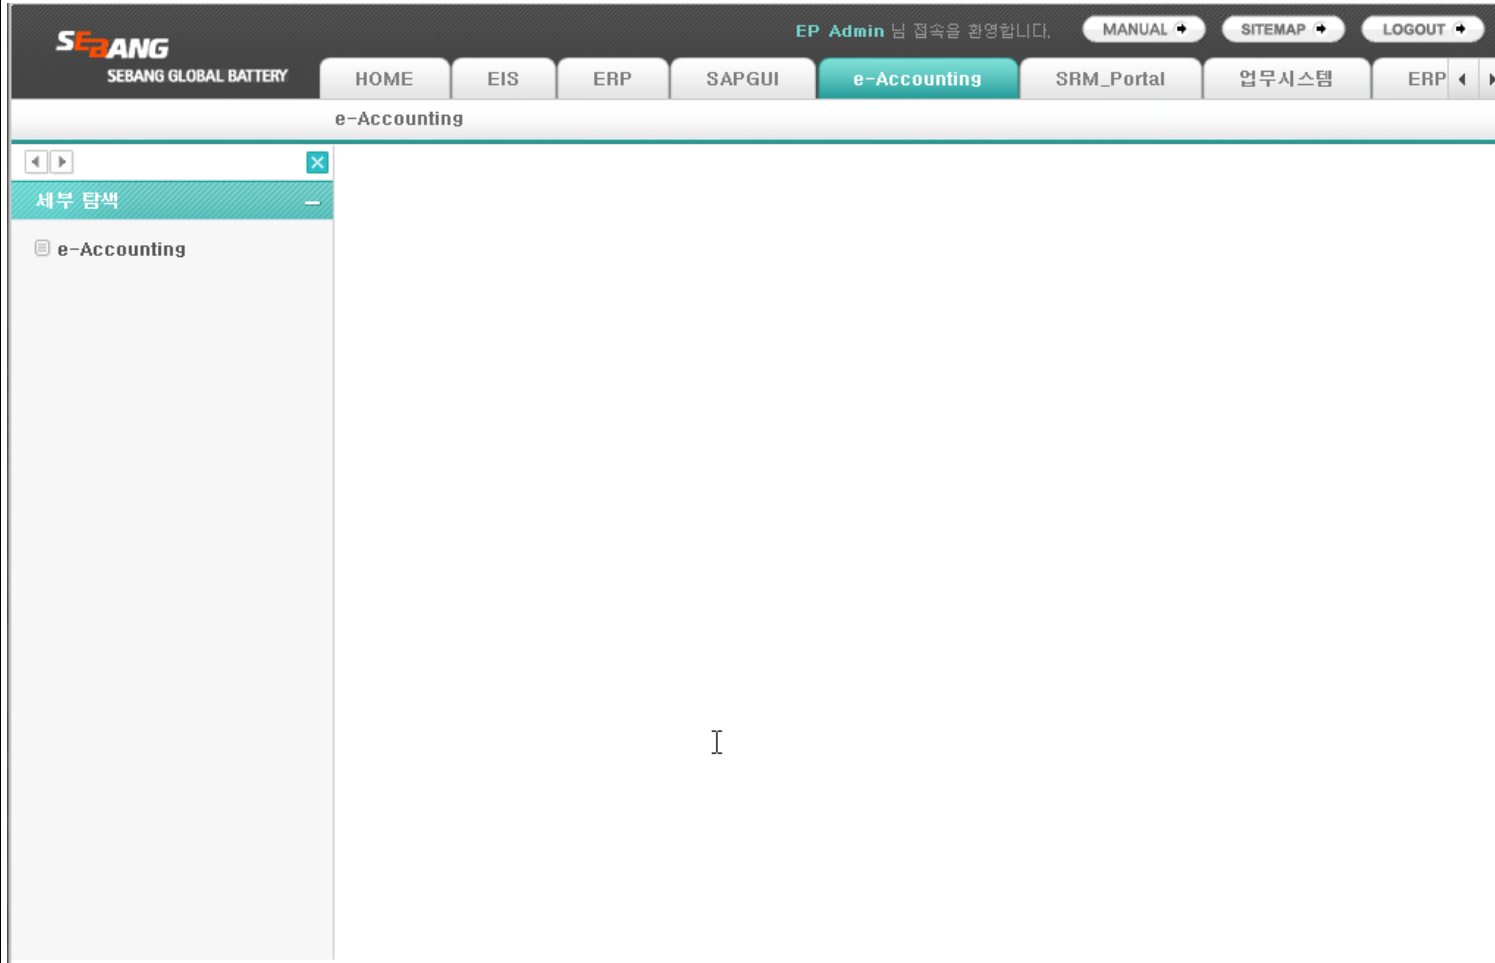 SEBANG
SEBANG GLOBAL BATTERY
EP Admin 님 접속을 환영합니다.
MANUAL
SITEMAP
LOGOUT
HOME
EIS
ERP
SAPGUI
e-Accounting
SRM_Portal
업무시스템
ERP
e-Accounting
세부 탐색
e-Accounting